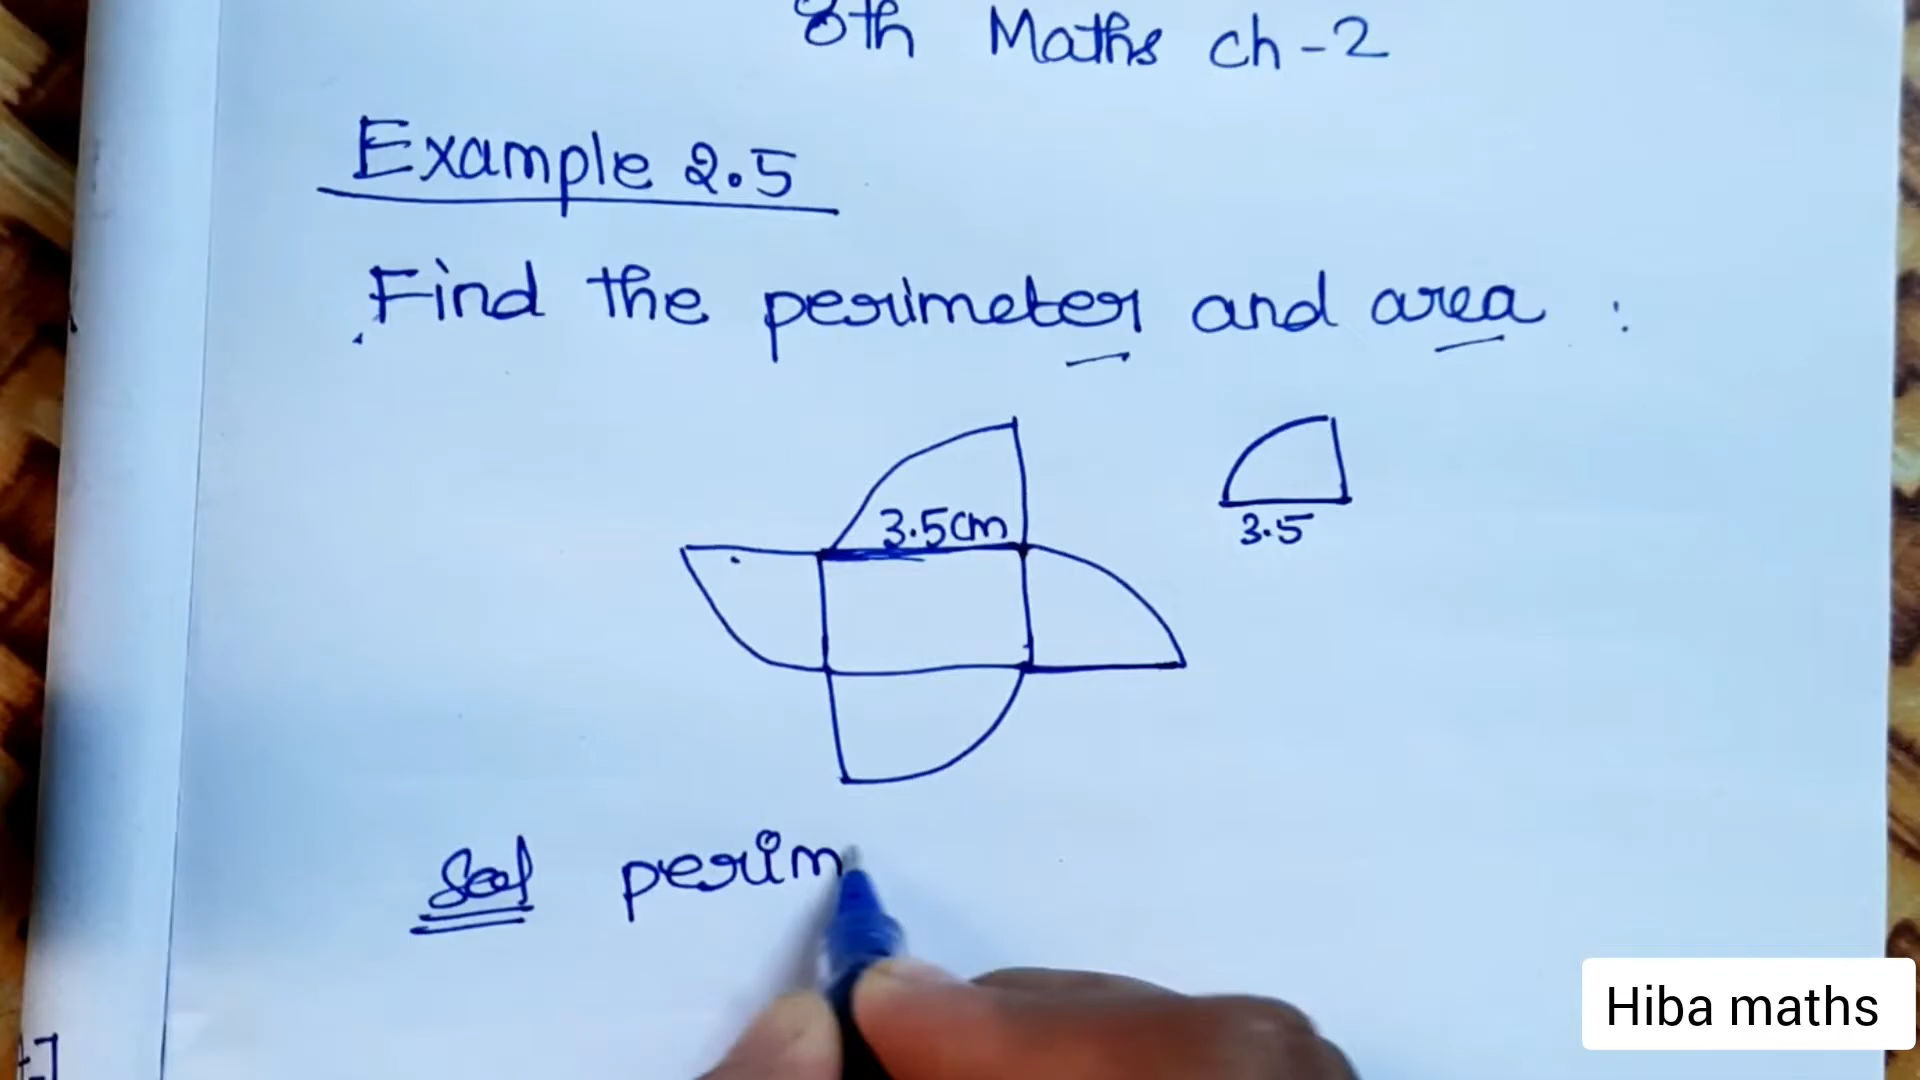 8th Maths ch-2
Example 2.5
Find the perimeter and area :
3.5cm
3.5
Sol perim
Hiba maths